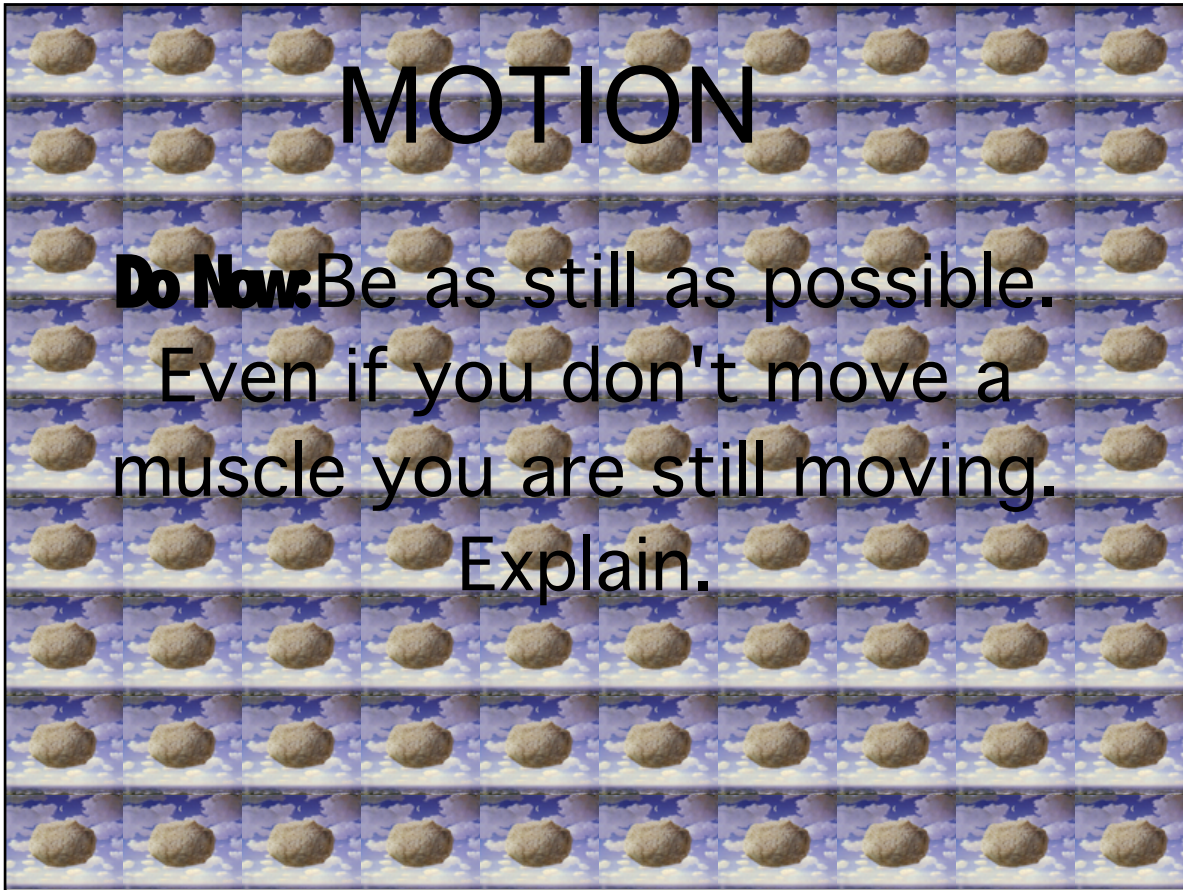 MOTION
Do Now:Be as still as possible.
Even if you don't move a
muscle you are still moving.
Explain.